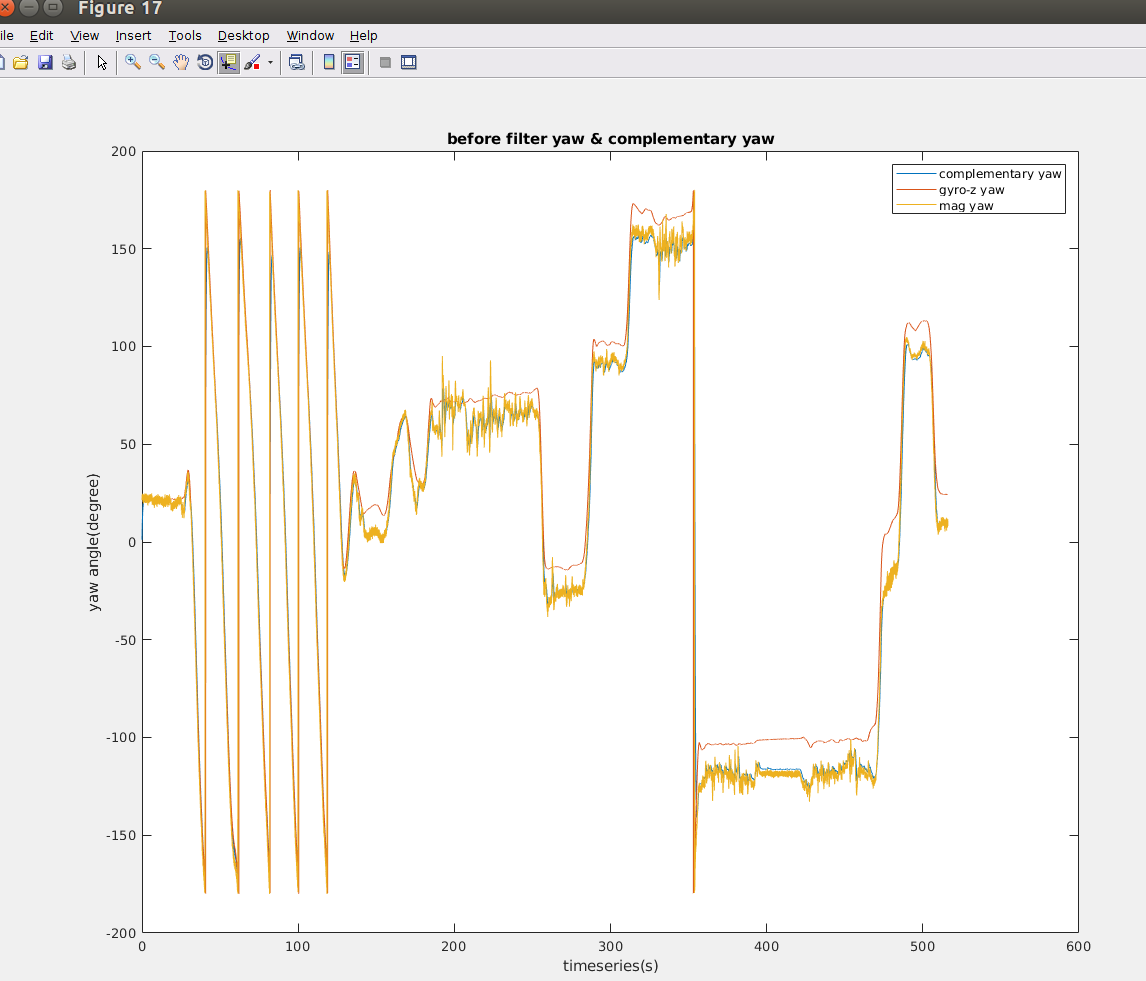 Figure 17
ile Edit View Insert Tools Desktop Window Help
before filter yaw & complementary yaw
complementary yaw
gyro-z yaw
mag yaw
200
150
100
50
0
-50
-100
-150
-200
yaw angle(degree)
0 100 200 300 400 500 600
timeseries(s)